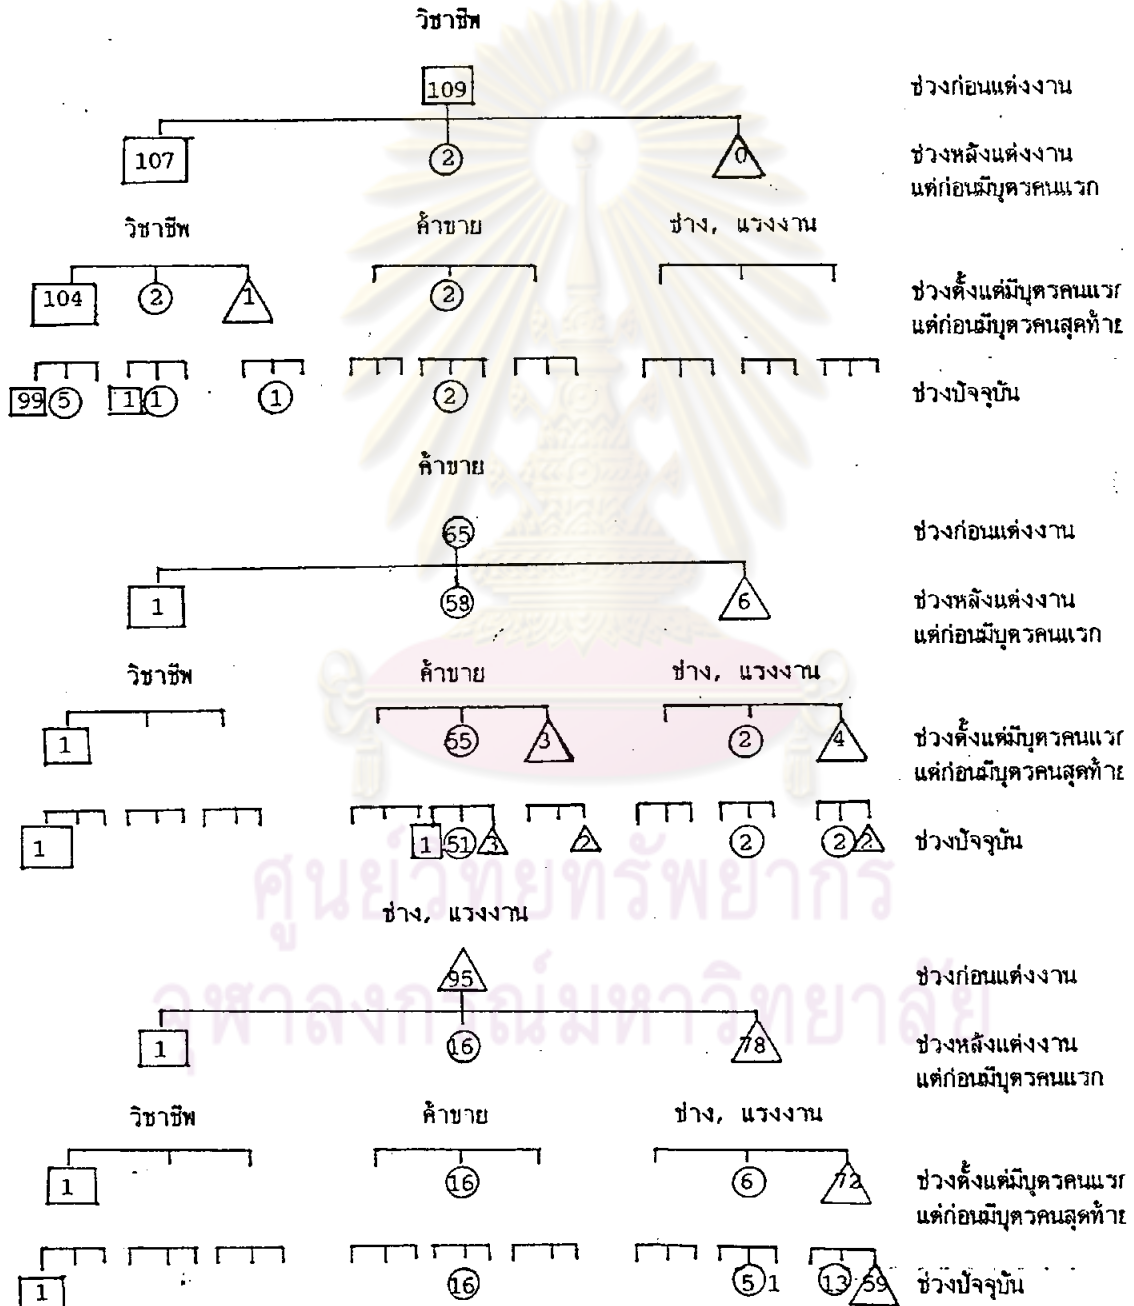 วิชาชีพ
109 ช่วงก่อนแต่งงาน
107 2 0 ช่วงหลังแต่งงาน
แต่ก่อนมีบุตรคนแรก
วิชาชีพ ค้าขาย ช่าง, แรงงาน
104 2 1 2 ช่วงตั้งแต่มีบุตรคนแรก
แต่ก่อนมีบุตรคนสุดท้าย
99 5 1 1 1 2 ช่วงปัจจุบัน
ค้าขาย
65 ช่วงก่อนแต่งงาน
1 58 6 ช่วงหลังแต่งงาน
แต่ก่อนมีบุตรคนแรก
วิชาชีพ ค้าขาย ช่าง, แรงงาน
1 55 3 2 4 ช่วงตั้งแต่มีบุตรคนแรก
แต่ก่อนมีบุตรคนสุดท้าย
1 1 51 3 2 2 2 2 ช่วงปัจจุบัน
ศูนย์วิทยทรัพยากร
ช่าง, แรงงาน
95 ช่วงก่อนแต่งงาน
จุฬาลงกรณ์มหาวิทยาลัย
1 16 78 ช่วงหลังแต่งงาน
แต่ก่อนมีบุตรคนแรก
วิชาชีพ ค้าขาย ช่าง, แรงงาน
1 16 6 72 ช่วงตั้งแต่มีบุตรคนแรก
แต่ก่อนมีบุตรคนสุดท้าย
1 16 5 1 13 59 ช่วงปัจจุบัน